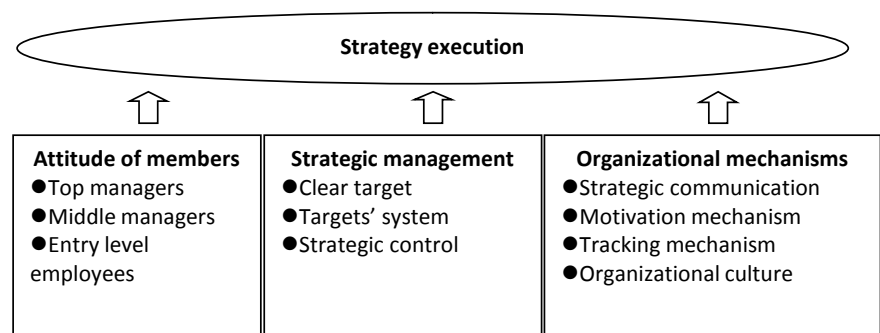 Strategy execution
Attitude of members
●Top managers
●Middle managers
●Entry level
employees
Strategic management
●Clear target
●Targets’ system
●Strategic control
Organizational mechanisms
●Strategic communication
●Motivation mechanism
●Tracking mechanism
●Organizational culture